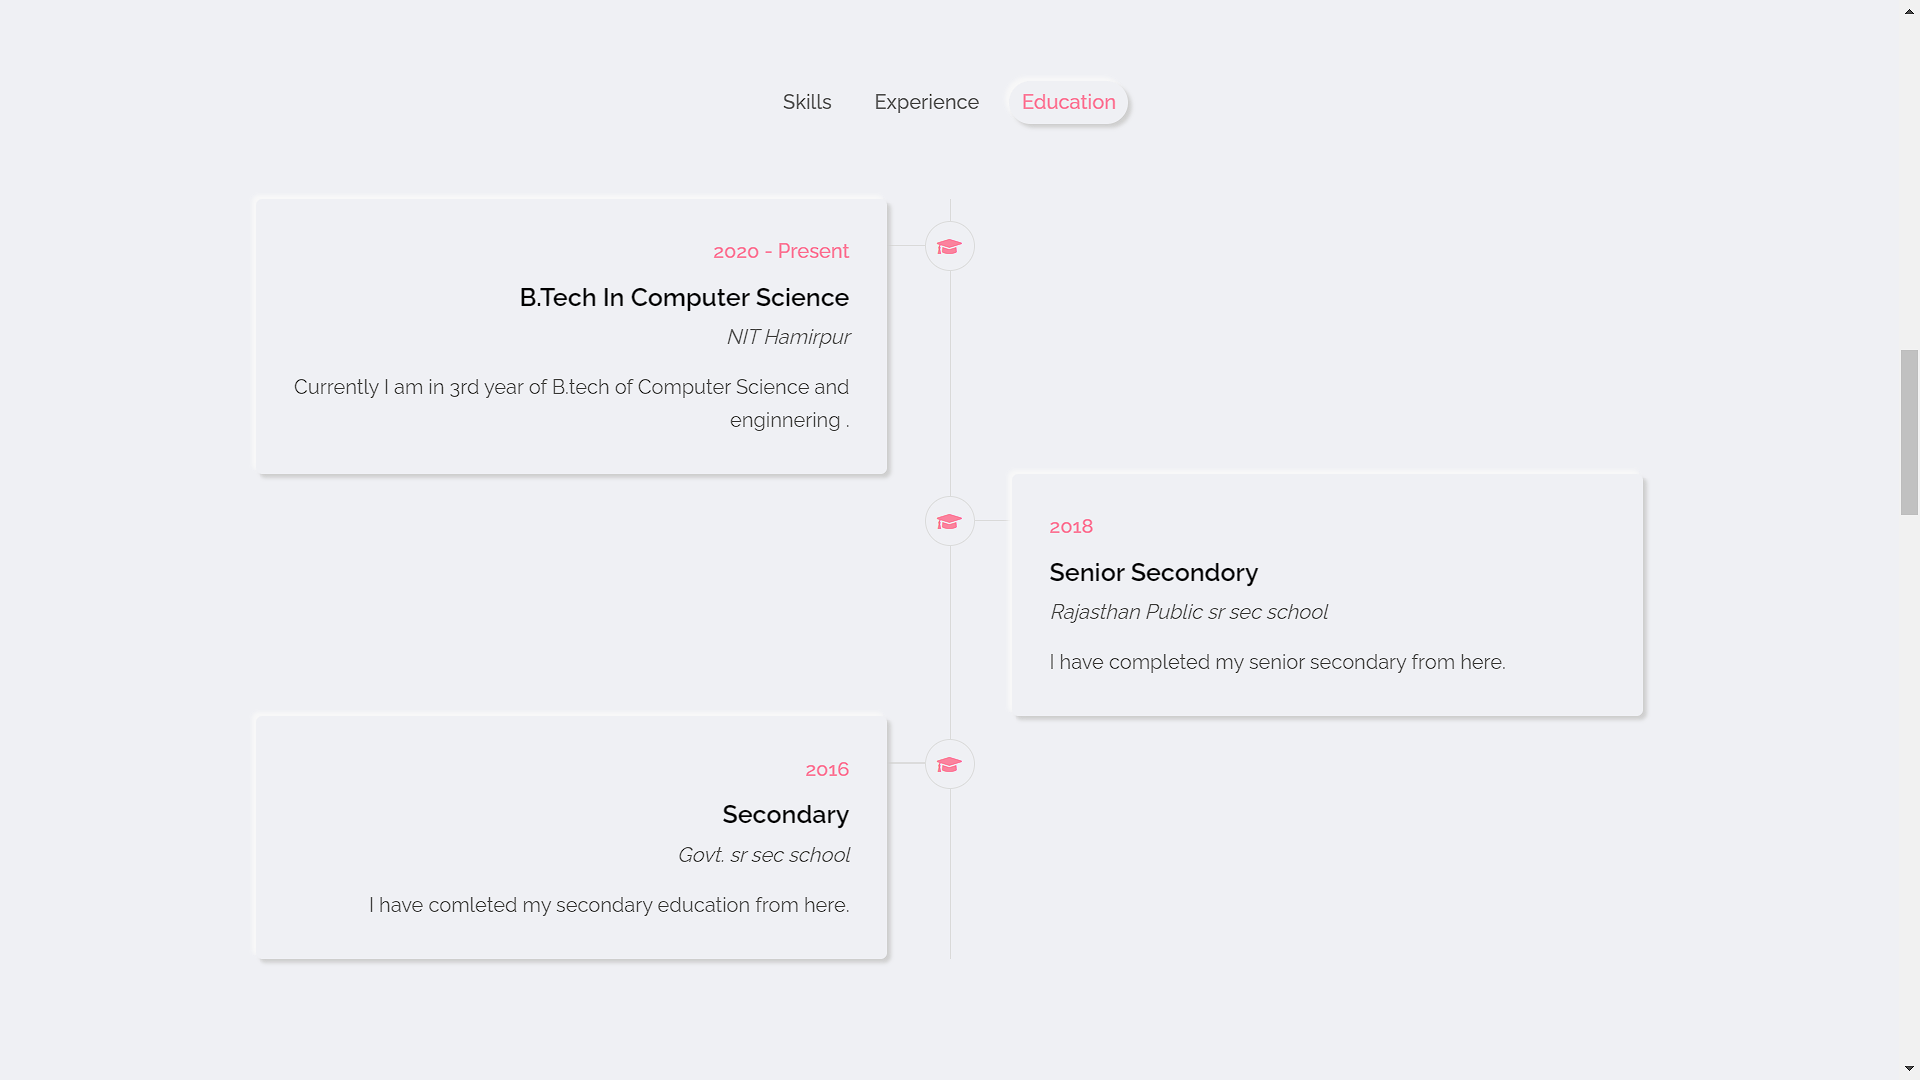 Skills
Experience
Education
2020 - Present
B.Tech In Computer Science
NIT Hamirpur
Currently I am in 3rd year of B.tech of Computer Science and
enginnering .
2018
Senior Secondory
Rajasthan Public sr sec school
I have completed my senior secondary from here.
2016
Secondary
Govt. sr sec school
I have comleted my secondary education from here.